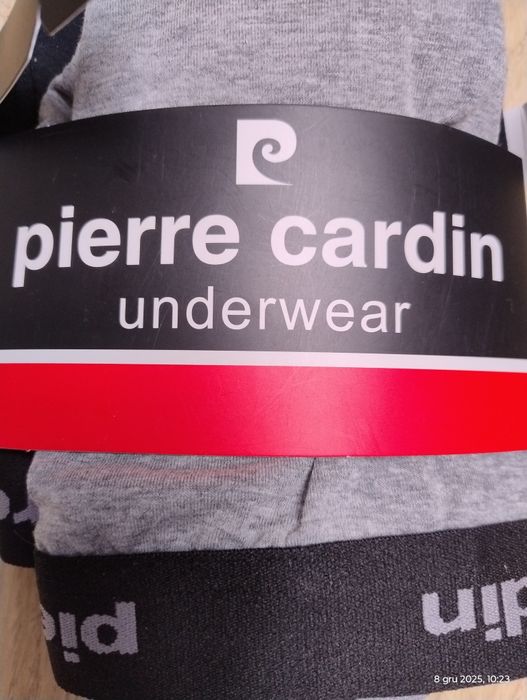 pierre cardin
underwear
pie
din
8 gru 2025, 10:23